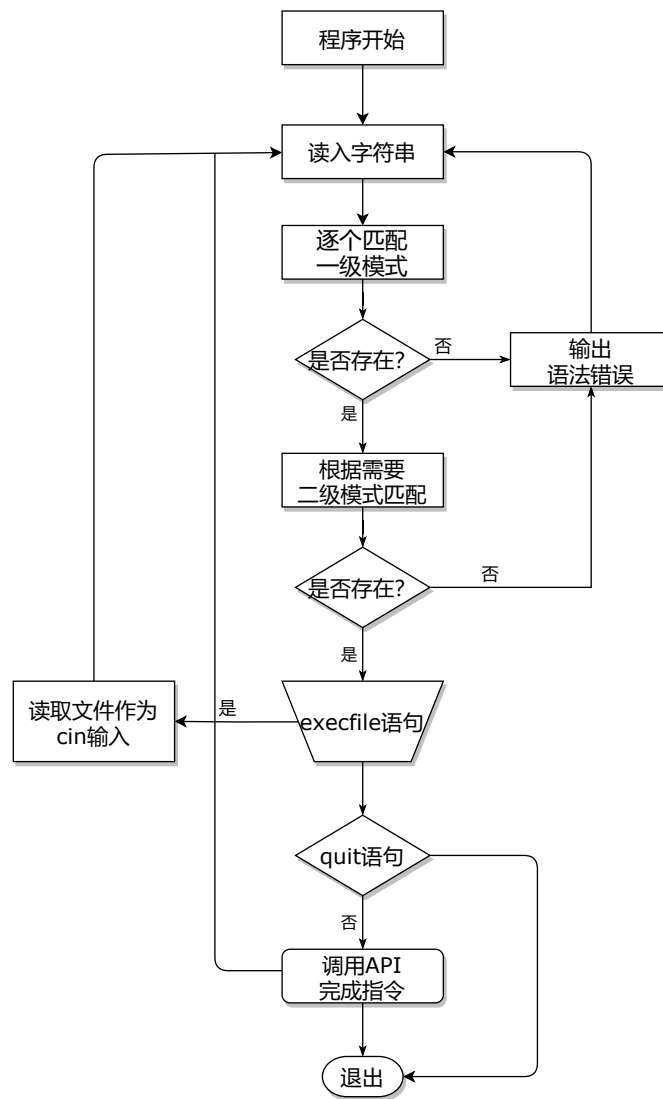 程序开始
读入字符串
逐个匹配
一级模式
是否存在?
否
输出
语法错误
是
根据需要
二级模式匹配
是否存在?
否
是
读取文件作为
cin输入
是
execfile语句
quit语句
否
调用API
完成指令
退出